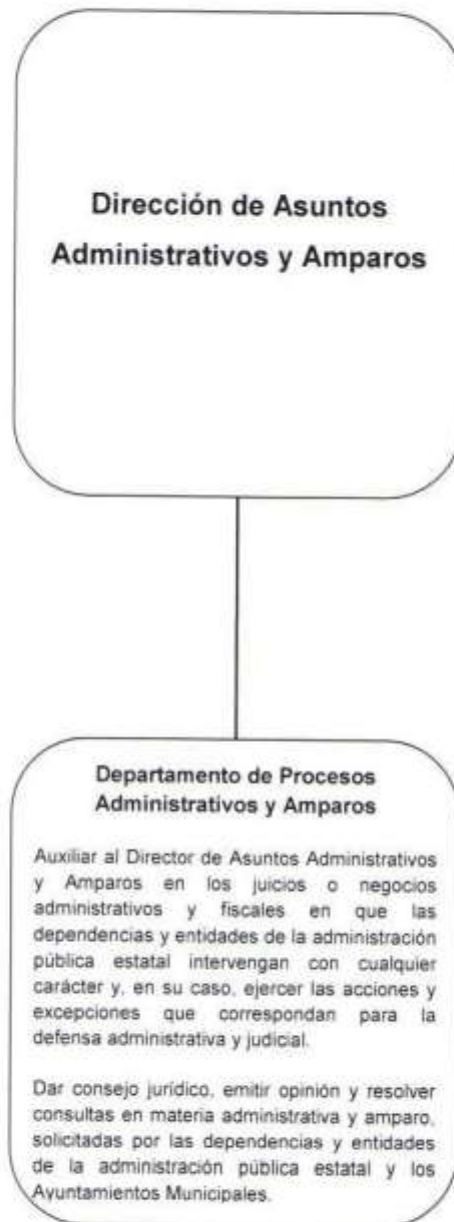 Dirección de Asuntos
Administrativos y Amparos
Departamento de Procesos
Administrativos y Amparos
Auxiliar al Director de Asuntos Administrativos
y Amparos en los juicios o negocios
administrativos y fiscales en que las
dependencias y entidades de la administración
pública estatal intervengan con cualquier
carácter y, en su caso, ejercer las acciones y
excepciones que correspondan para la
defensa administrativa y judicial.
Dar consejo jurídico, emitir opinión y resolver
consultas en materia administrativa y amparo,
solicitadas por las dependencias y entidades
de la administración pública estatal y los
Ayuntamientos Municipales.